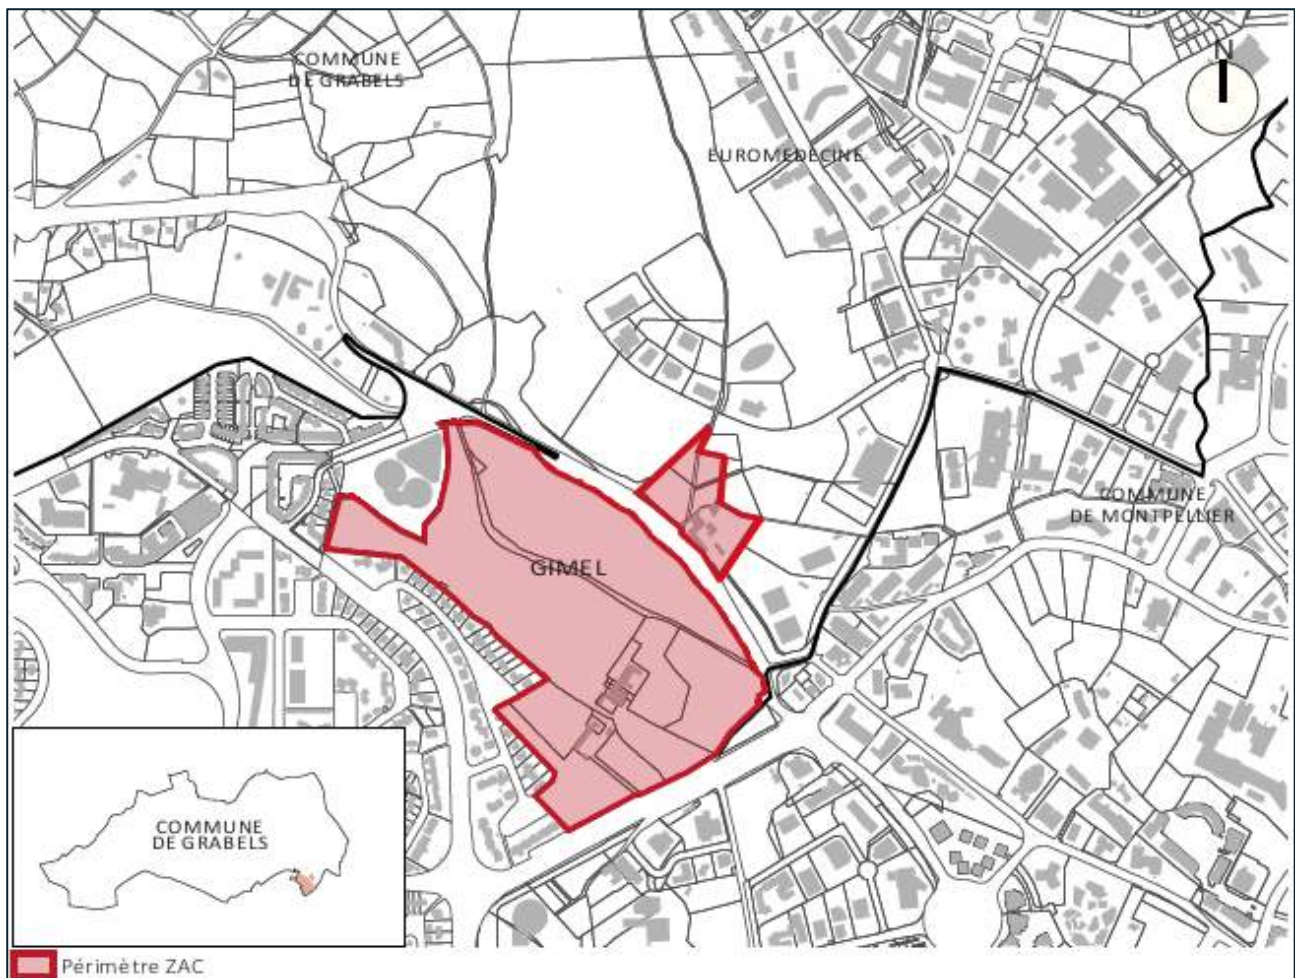 COMMUNE
DE GRABELS
N
EUROMEDECINE
COMMUNE
DE MONTPELLIER
GIMEL
COMMUNE
DE GRABELS
Périmètre ZAC